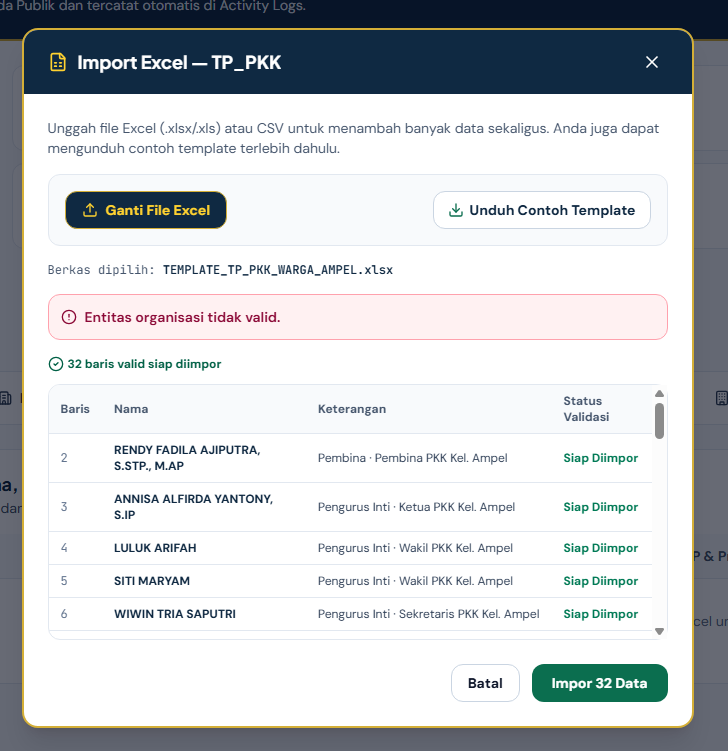 da Publik dan tercatat otomatis di Activity Logs.
Import Excel — TP_PKK
Unggah file Excel (.xlsx/.xls) atau CSV untuk menambah banyak data sekaligus. Anda juga dapat
mengunduh contoh template terlebih dahulu.
Ganti File Excel
Unduh Contoh Template
Berkas dipilih: TEMPLATE_TP_PKK_WARGA_AMPEL.xlsx
Entitas organisasi tidak valid.
32 baris valid siap diimpor
Baris Nama Keterangan Status Validasi
2 RENDY FADILA AJIPUTRA, S.STP., M.AP Pembina · Pembina PKK Kel. Ampel Siap Diimpor
3 ANNISA ALFIRDA YANTONY, S.IP Pengurus Inti · Ketua PKK Kel. Ampel Siap Diimpor
4 LULUK ARIFAH Pengurus Inti · Wakil PKK Kel. Ampel Siap Diimpor
5 SITI MARYAM Pengurus Inti · Wakil PKK Kel. Ampel Siap Diimpor
6 WIWIN TRIA SAPUTRI Pengurus Inti · Sekretaris PKK Kel. Ampel Siap Diimpor
Batal
Impor 32 Data